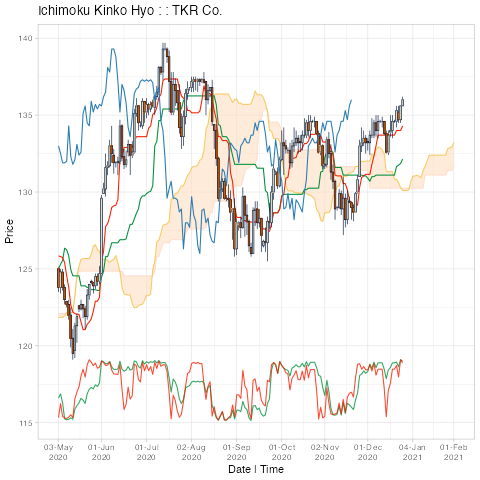 Ichimoku Kinko Hyo : : TKR Co.
140
135
130
125
120
115
Price
03-May 01-Jun 01-Jul 02-Aug 01-Sep 01-Oct 02-Nov 01-Dec 04-Jan 01-Feb
2020 2020 2020 2020 2020 2020 2020 2020 2021 2021
Date | Time